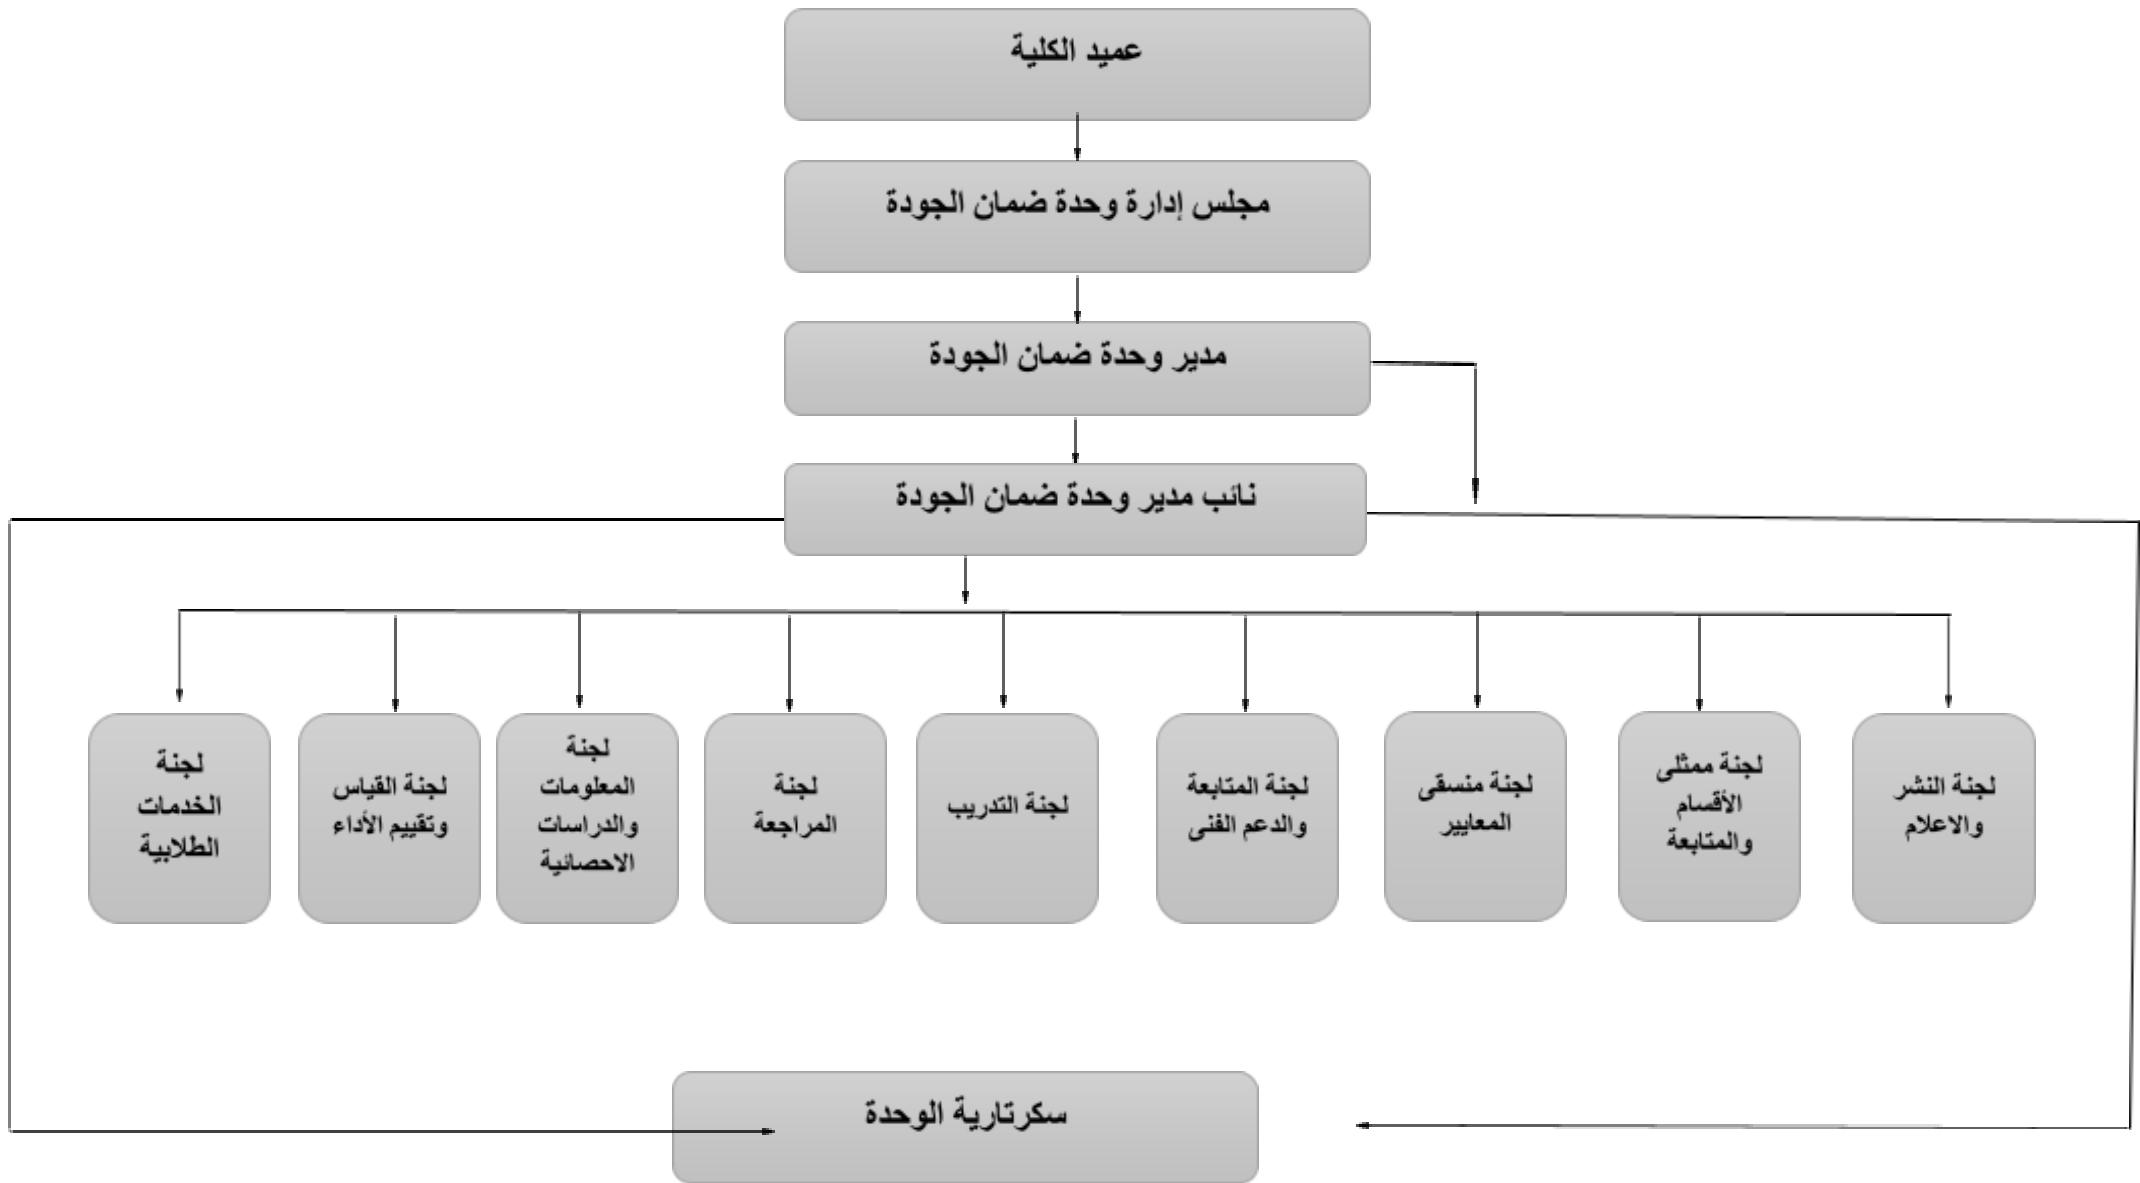 عميد الكلية
مجلس إدارة وحدة ضمان الجودة
مدير وحدة ضمان الجودة
نائب مدير وحدة ضمان الجودة
لجنة النشر
والاعلام
لجنة ممثلى
الأقسام
والمتابعة
لجنة منسقى
المعايير
لجنة المتابعة
والدعم الفنى
لجنة التدريب
لجنة
المراجعة
لجنة
المعلومات
والدراسات
الاحصائية
لجنة القياس
وتقييم الأداء
لجنة
الخدمات
الطلابية
سكرتارية الوحدة